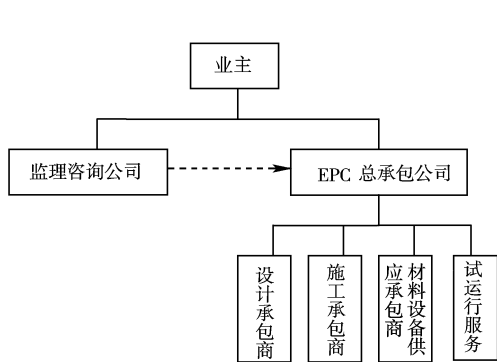 业主
监理咨询公司
EPC 总承包公司
设计承包商
施工承包商
材料设备供
应承包商
试运行服务